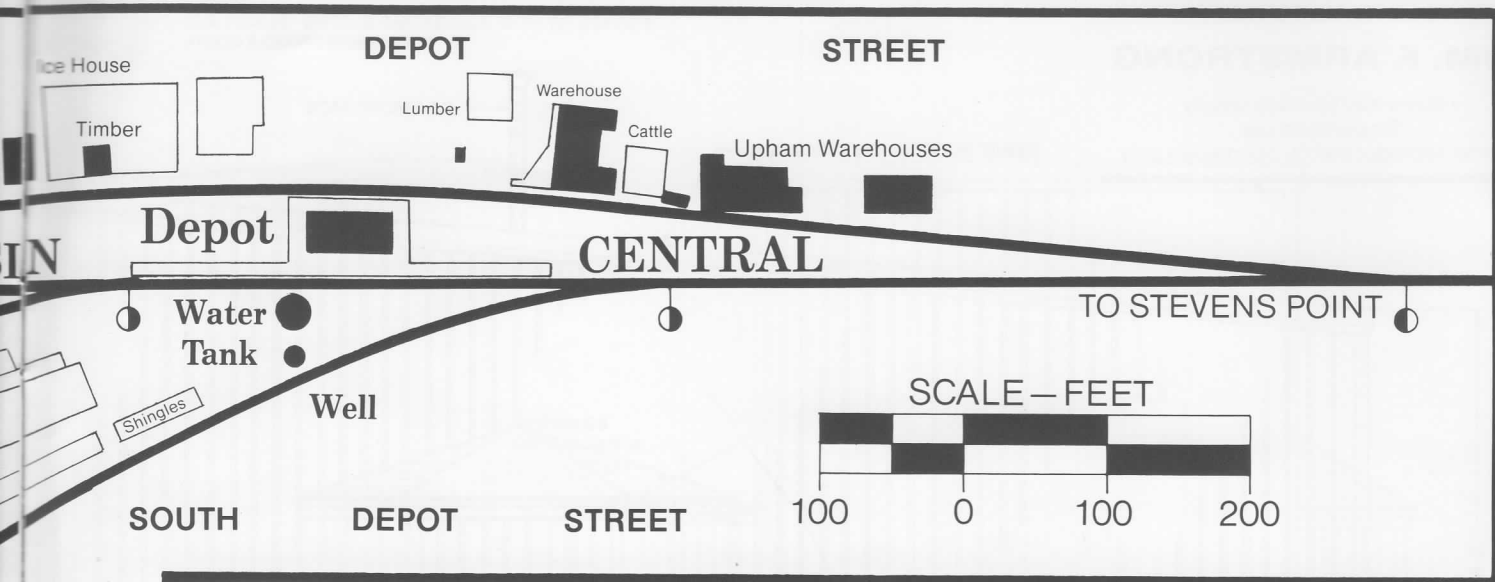 DEPOT STREET
Ice House
Timber
Lumber
Warehouse
Cattle
Upham Warehouses
Depot
SIN CENTRAL
TO STEVENS POINT
Water
Tank
Well
Shingles
SCALE—FEET
100 0 100 200
SOUTH DEPOT STREET